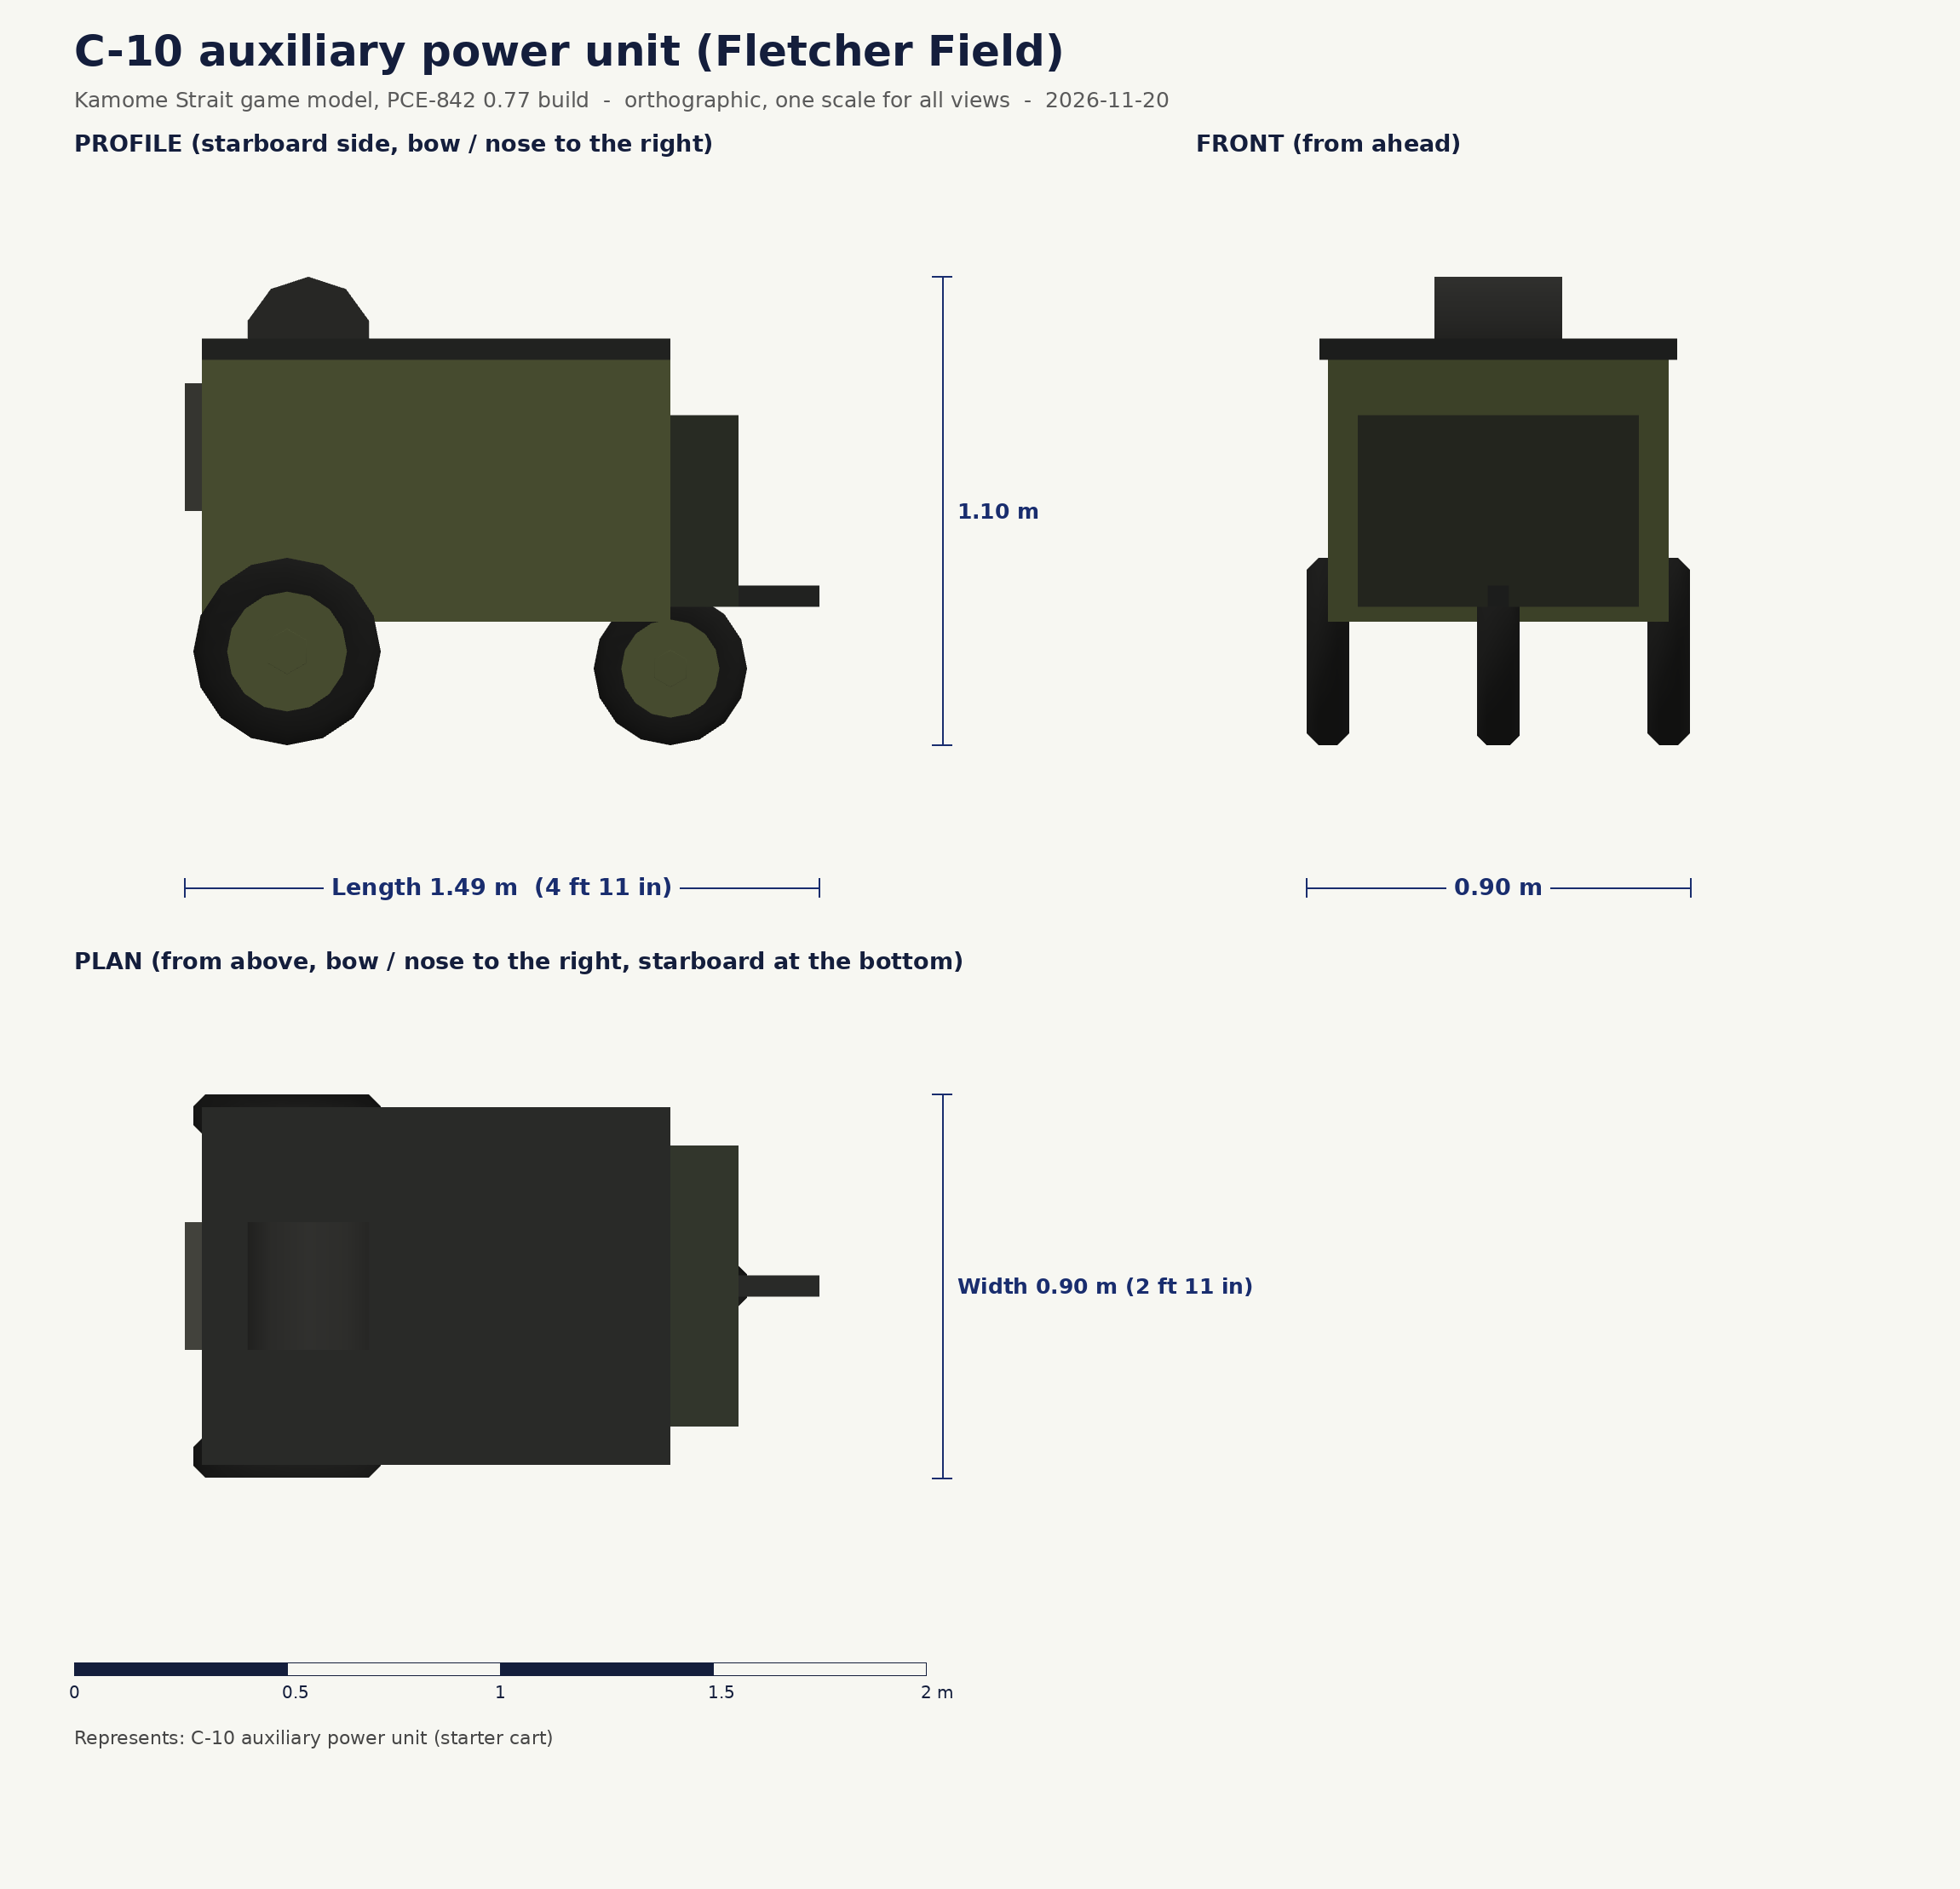 C-10 auxiliary power unit (Fletcher Field)
Kamome Strait game model, PCE-842 0.77 build - orthographic, one scale for all views - 2026-11-20
PROFILE (starboard side, bow / nose to the right)
FRONT (from ahead)
1.10 m
Length 1.49 m (4 ft 11 in)
0.90 m
PLAN (from above, bow / nose to the right, starboard at the bottom)
Width 0.90 m (2 ft 11 in)
0 0.5 1 1.5 2 m
Represents: C-10 auxiliary power unit (starter cart)